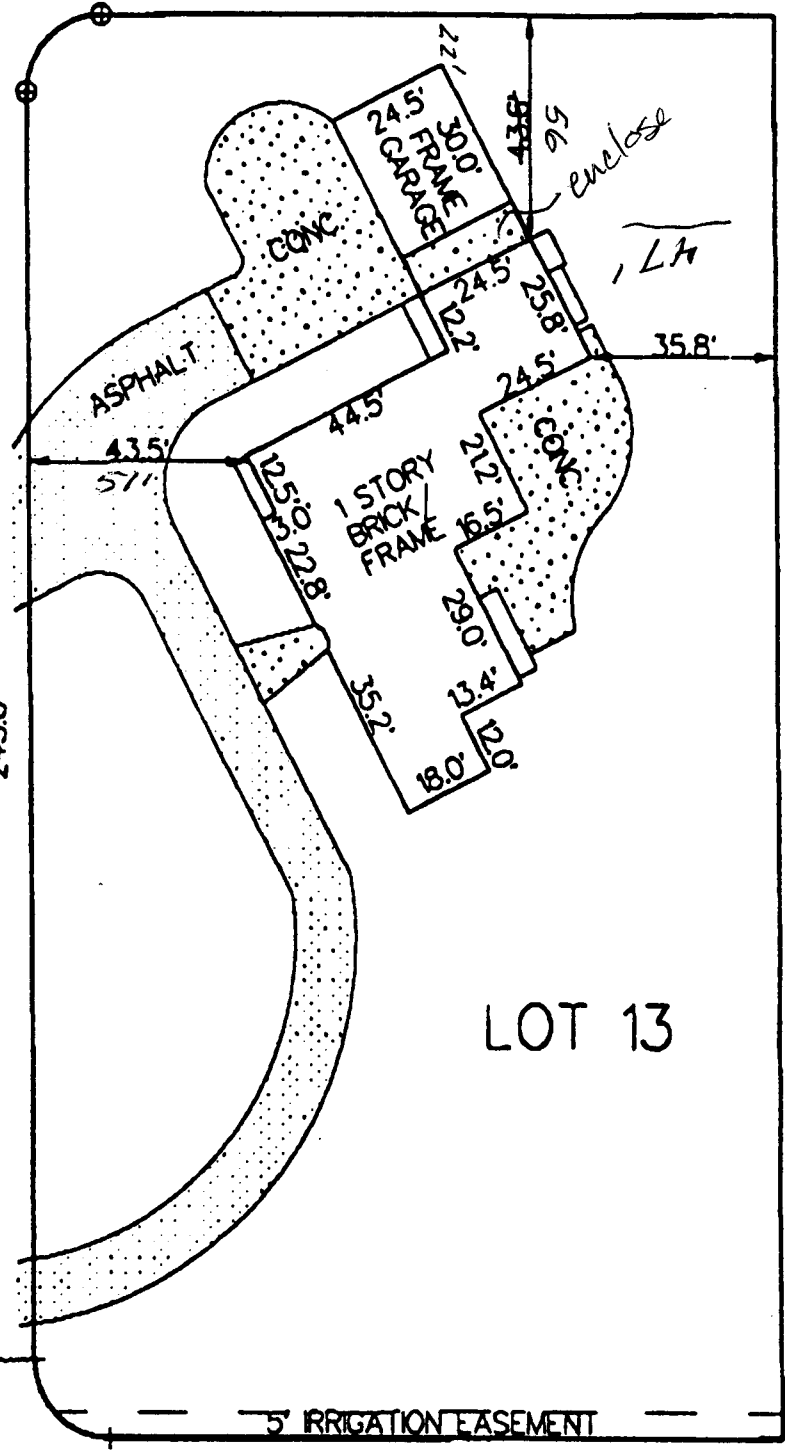 22'
24.5'
30.0'
FRAME
GARAGE
43.6'
56
enclose
CONC
47'
24.5'
25.8'
12.2'
35.8'
ASPHALT
24.5'
44.5'
CONC
43.5'
57'
21.2'
12.5'
1 STORY
BRICK/
FRAME
16.5'
22.8'
29.0'
35.2'
13.4'
12.0'
18.0'
LOT 13
5' IRRIGATION EASEMENT